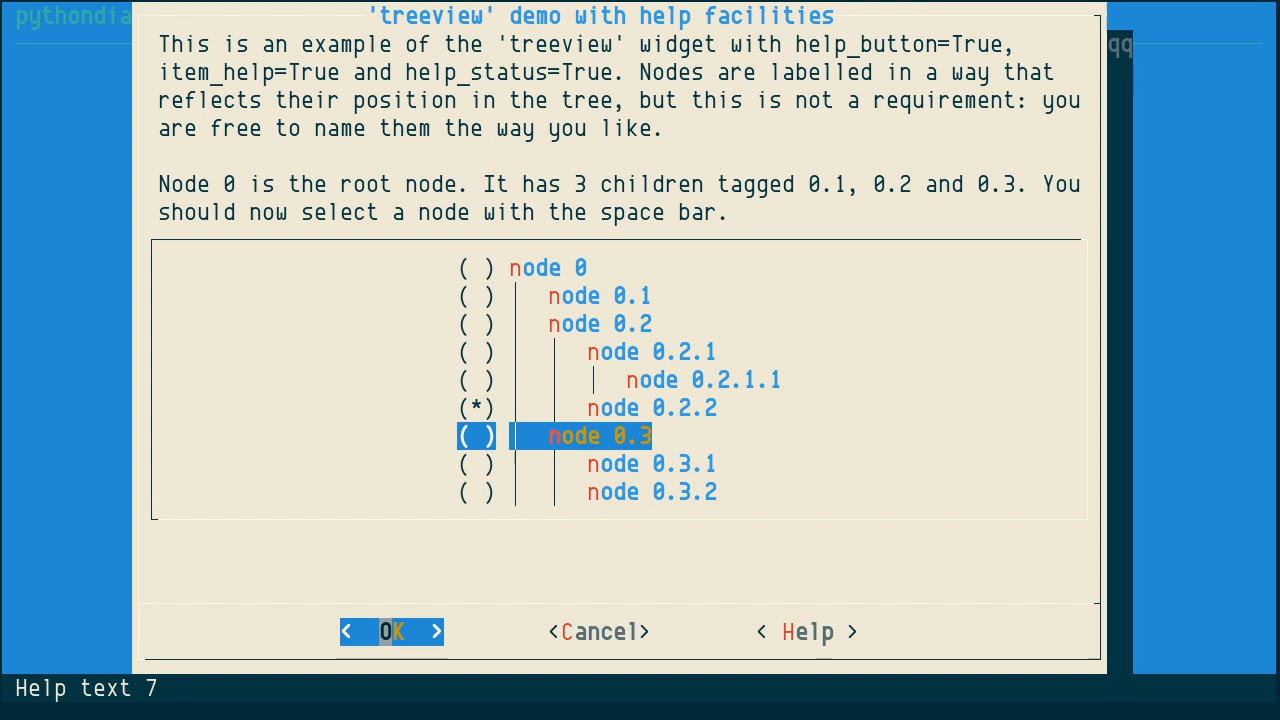 pythondia
'treeview' demo with help facilities
qq
This is an example of the 'treeview' widget with help_button=True,
item_help=True and help_status=True. Nodes are labelled in a way that
reflects their position in the tree, but this is not a requirement: you
are free to name them the way you like.
Node 0 is the root node. It has 3 children tagged 0.1, 0.2 and 0.3. You
should now select a node with the space bar.
( ) node 0
( ) node 0.1
( ) node 0.2
( ) node 0.2.1
( ) node 0.2.1.1
(*) node 0.2.2
( ) node 0.3
( ) node 0.3.1
( ) node 0.3.2
< OK > <Cancel> < Help >
Help text 7